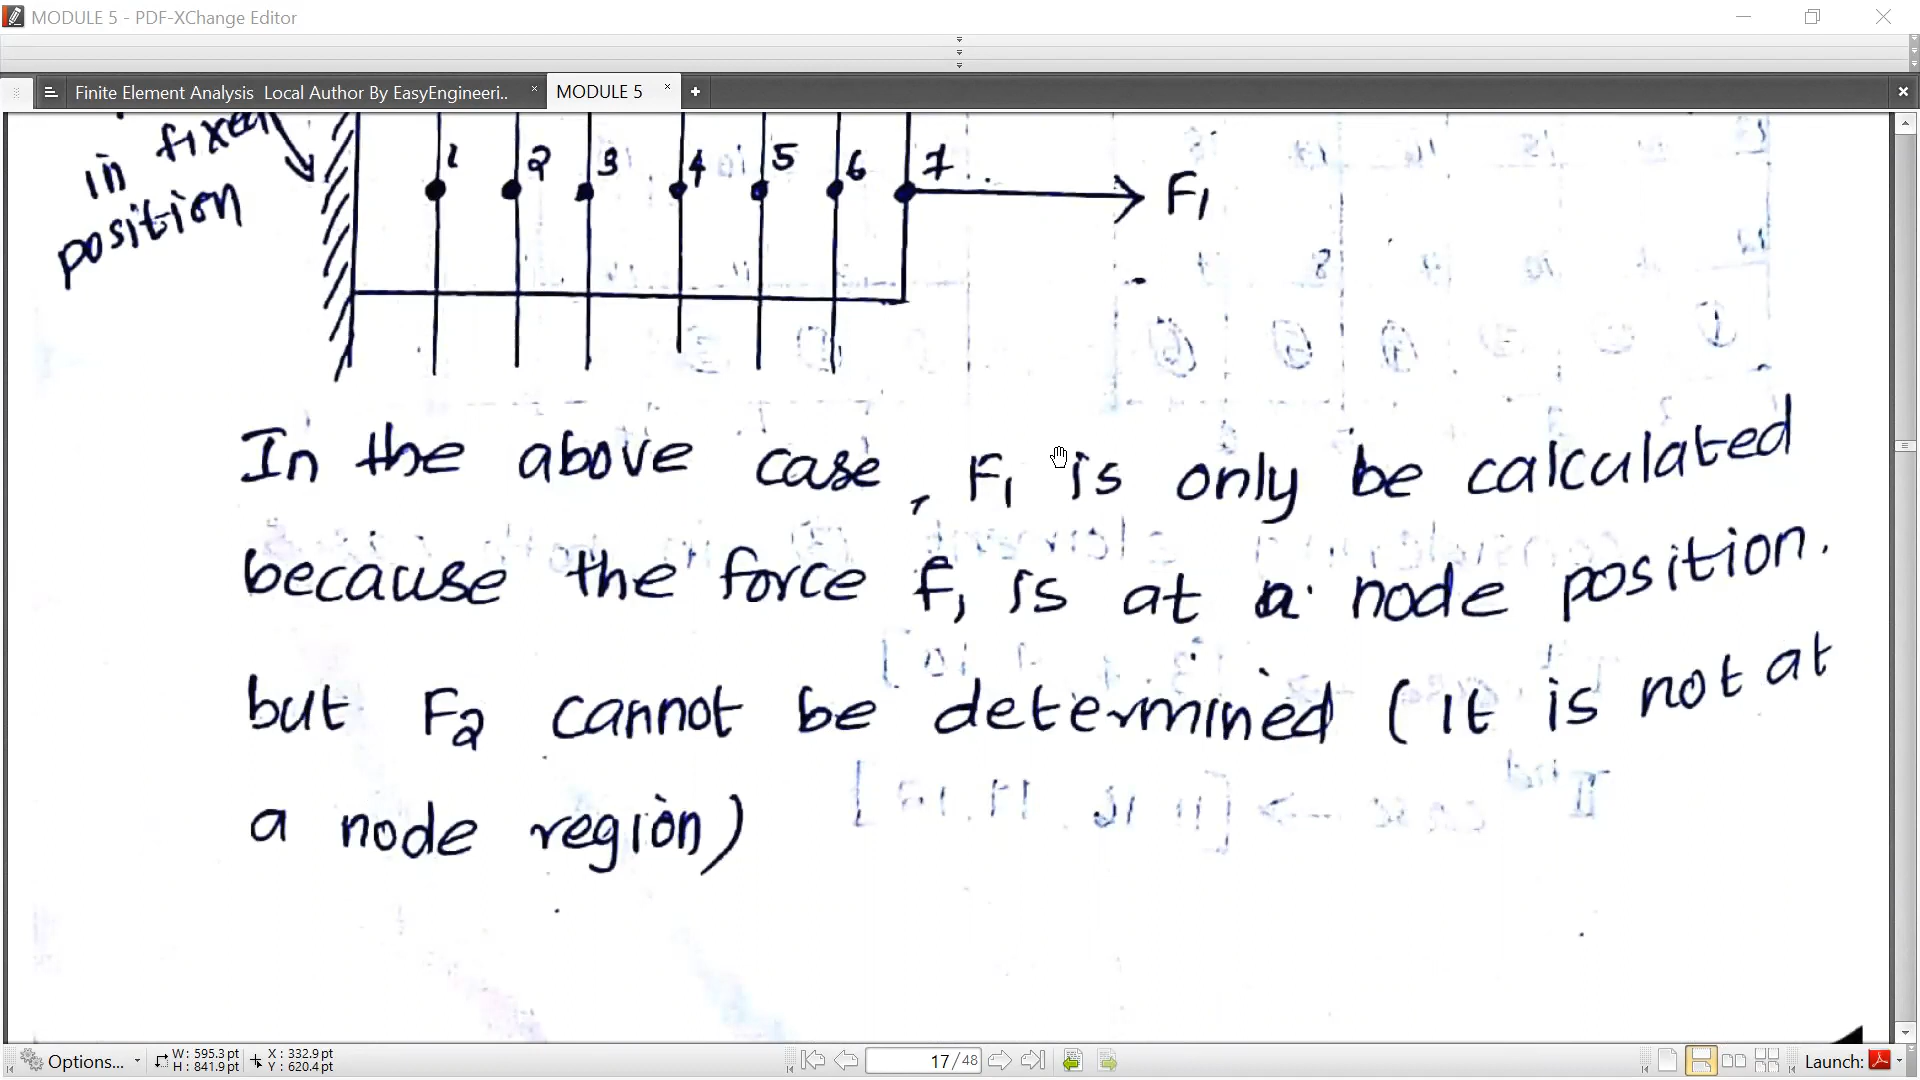 MODULE 5 - PDF-XChange Editor
Finite Element Analysis Local Author By EasyEngineeri..
MODULE 5
in fixed
position
1 2 3 4 5 6 7
F1
In the above case, F1 is only be calculated
because the force f1 is at a node position.
but F2 cannot be determined (it is not at
a node region)
Options...
W: 595.3 pt
H: 841.9 pt
X: 332.9 pt
Y: 620.4 pt
17 / 48
Launch: